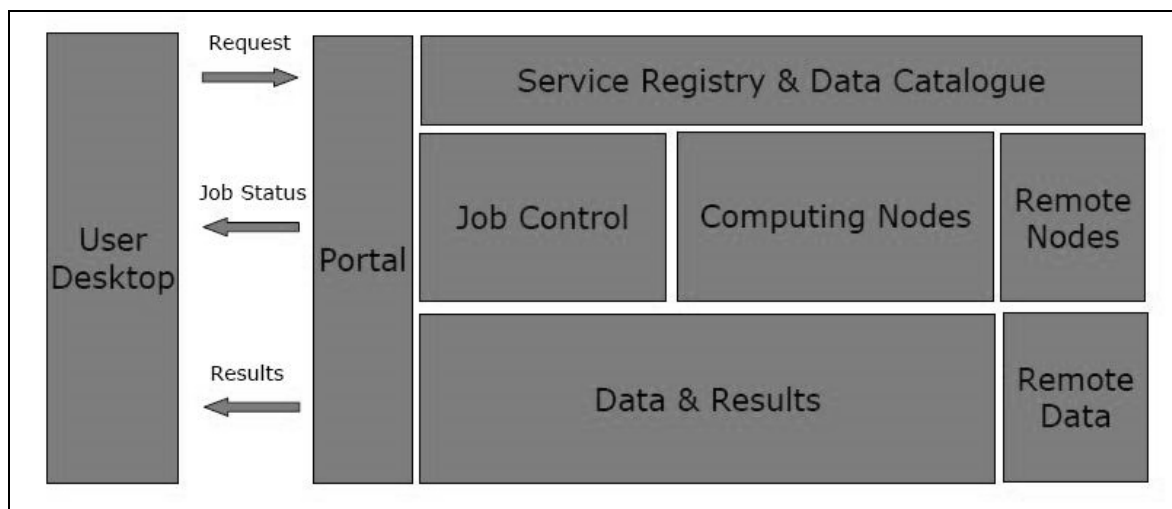 Request
Service Registry & Data Catalogue
Job Status
User
Desktop
Portal
Job Control
Computing Nodes
Remote
Nodes
Results
Data & Results
Remote
Data